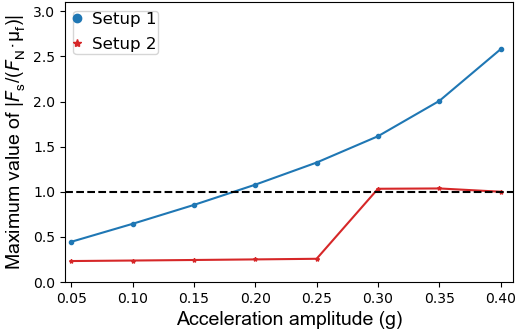 Maximum value of |Fs/(FN·μf)|
3.0
2.5
2.0
1.5
1.0
0.5
0.0
Setup 1
Setup 2
0.05 0.10 0.15 0.20 0.25 0.30 0.35 0.40
Acceleration amplitude (g)